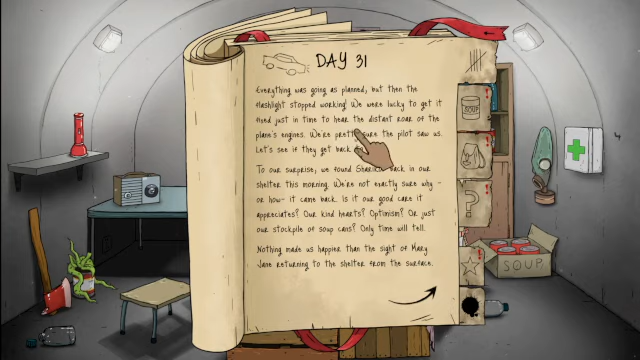 DAY 31
Everything was going as planned, but then the
flashlight stopped working! We were lucky to get it
fixed just in time to hear the distant roar of the
plane's engines. We're pretty sure the pilot saw us.
Let's see if they get back
To our surprise, we found Sharikov back in our
shelter this morning. We're not exactly sure why -
or how- it came back. Is it our good care it
appreciates? Our kind hearts? Optimism? Or just
our stockpile of soup cans? Only time will tell.
Nothing made us happier than the sight of Mary
Jane returning to the shelter from the surface.
SOUP
?
SOUP